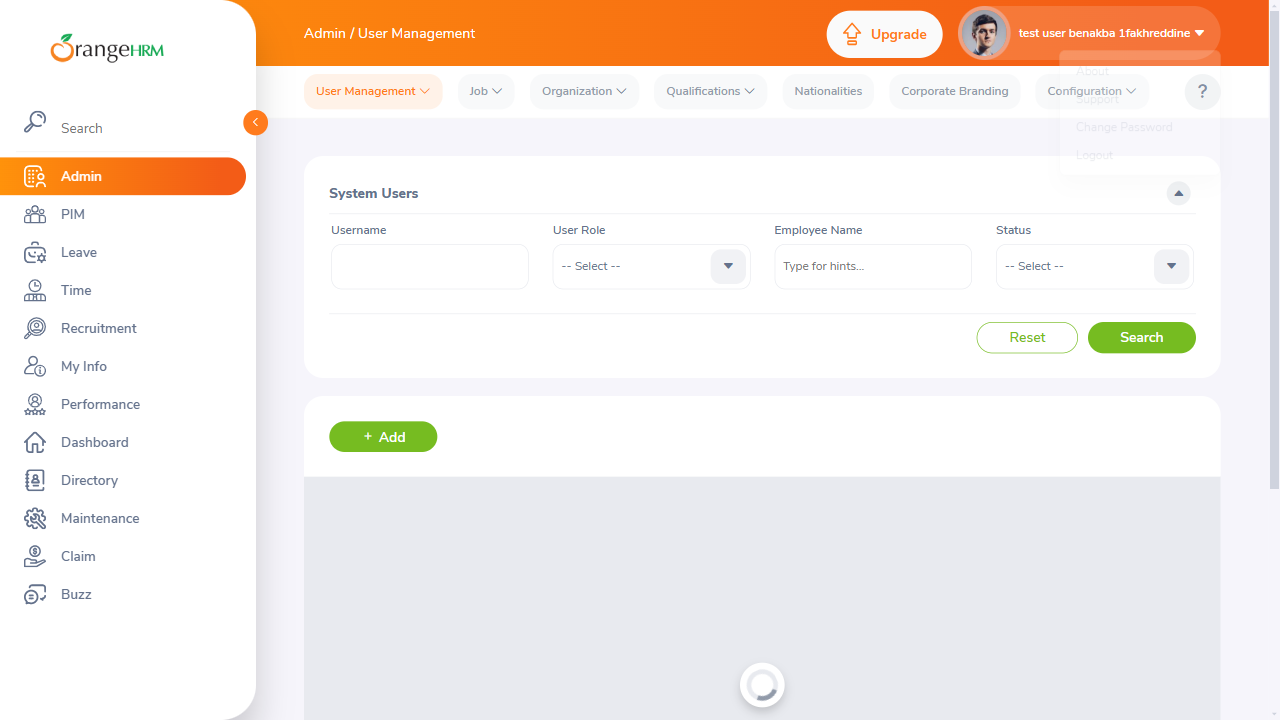 OrangeHRM
Search
Admin
PIM
Leave
Time
Recruitment
My Info
Performance
Dashboard
Directory
Maintenance
Claim
Buzz
Admin / User Management
Upgrade
test user benakba 1fakhreddine
About
Support
Change Password
Logout
User Management
Job
Organization
Qualifications
Nationalities
Corporate Branding
Configuration
?
System Users
Username
User Role
Employee Name
Status
-- Select --
Type for hints...
-- Select --
Reset
Search
+ Add